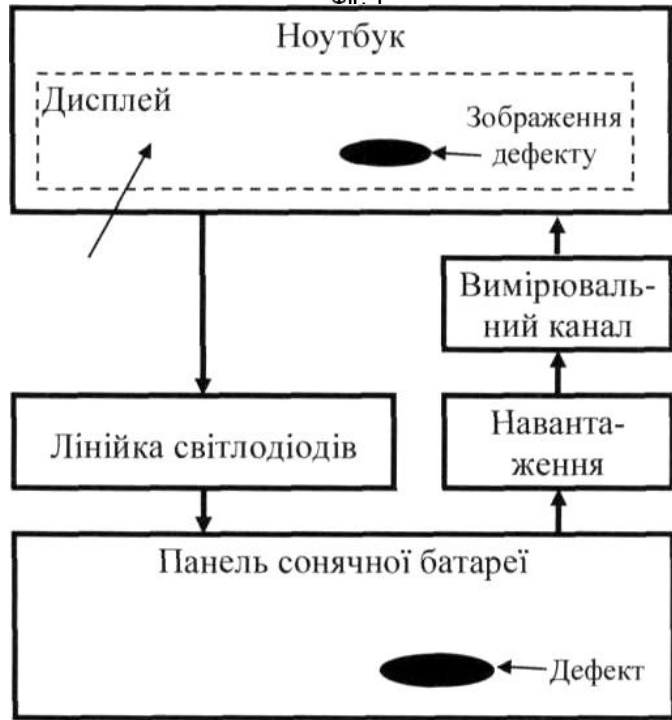 Ноутбук
Дисплей
Зображення
дефекту
Вимірюваль-
ний канал
Лінійка світлодіодів
Наванта-
ження
Панель сонячної батареї
Дефект